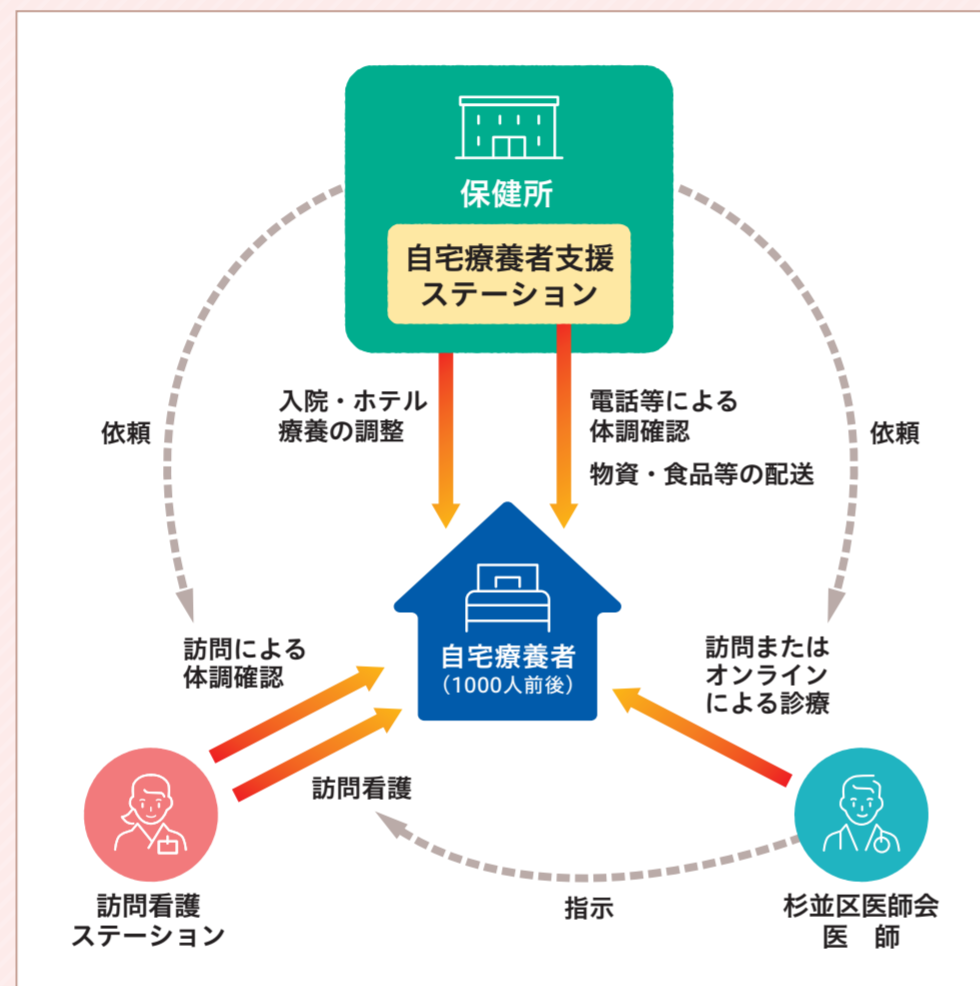 保健所
自宅療養者支援
ステーション
入院・ホテル
療養の調整
電話等による
体調確認
物資・食品等の配送
依頼
依頼
自宅療養者
（1000人前後）
訪問による
体調確認
訪問または
オンライン
による診療
訪問看護
訪問看護
ステーション
指示
杉並区医師会
医　師